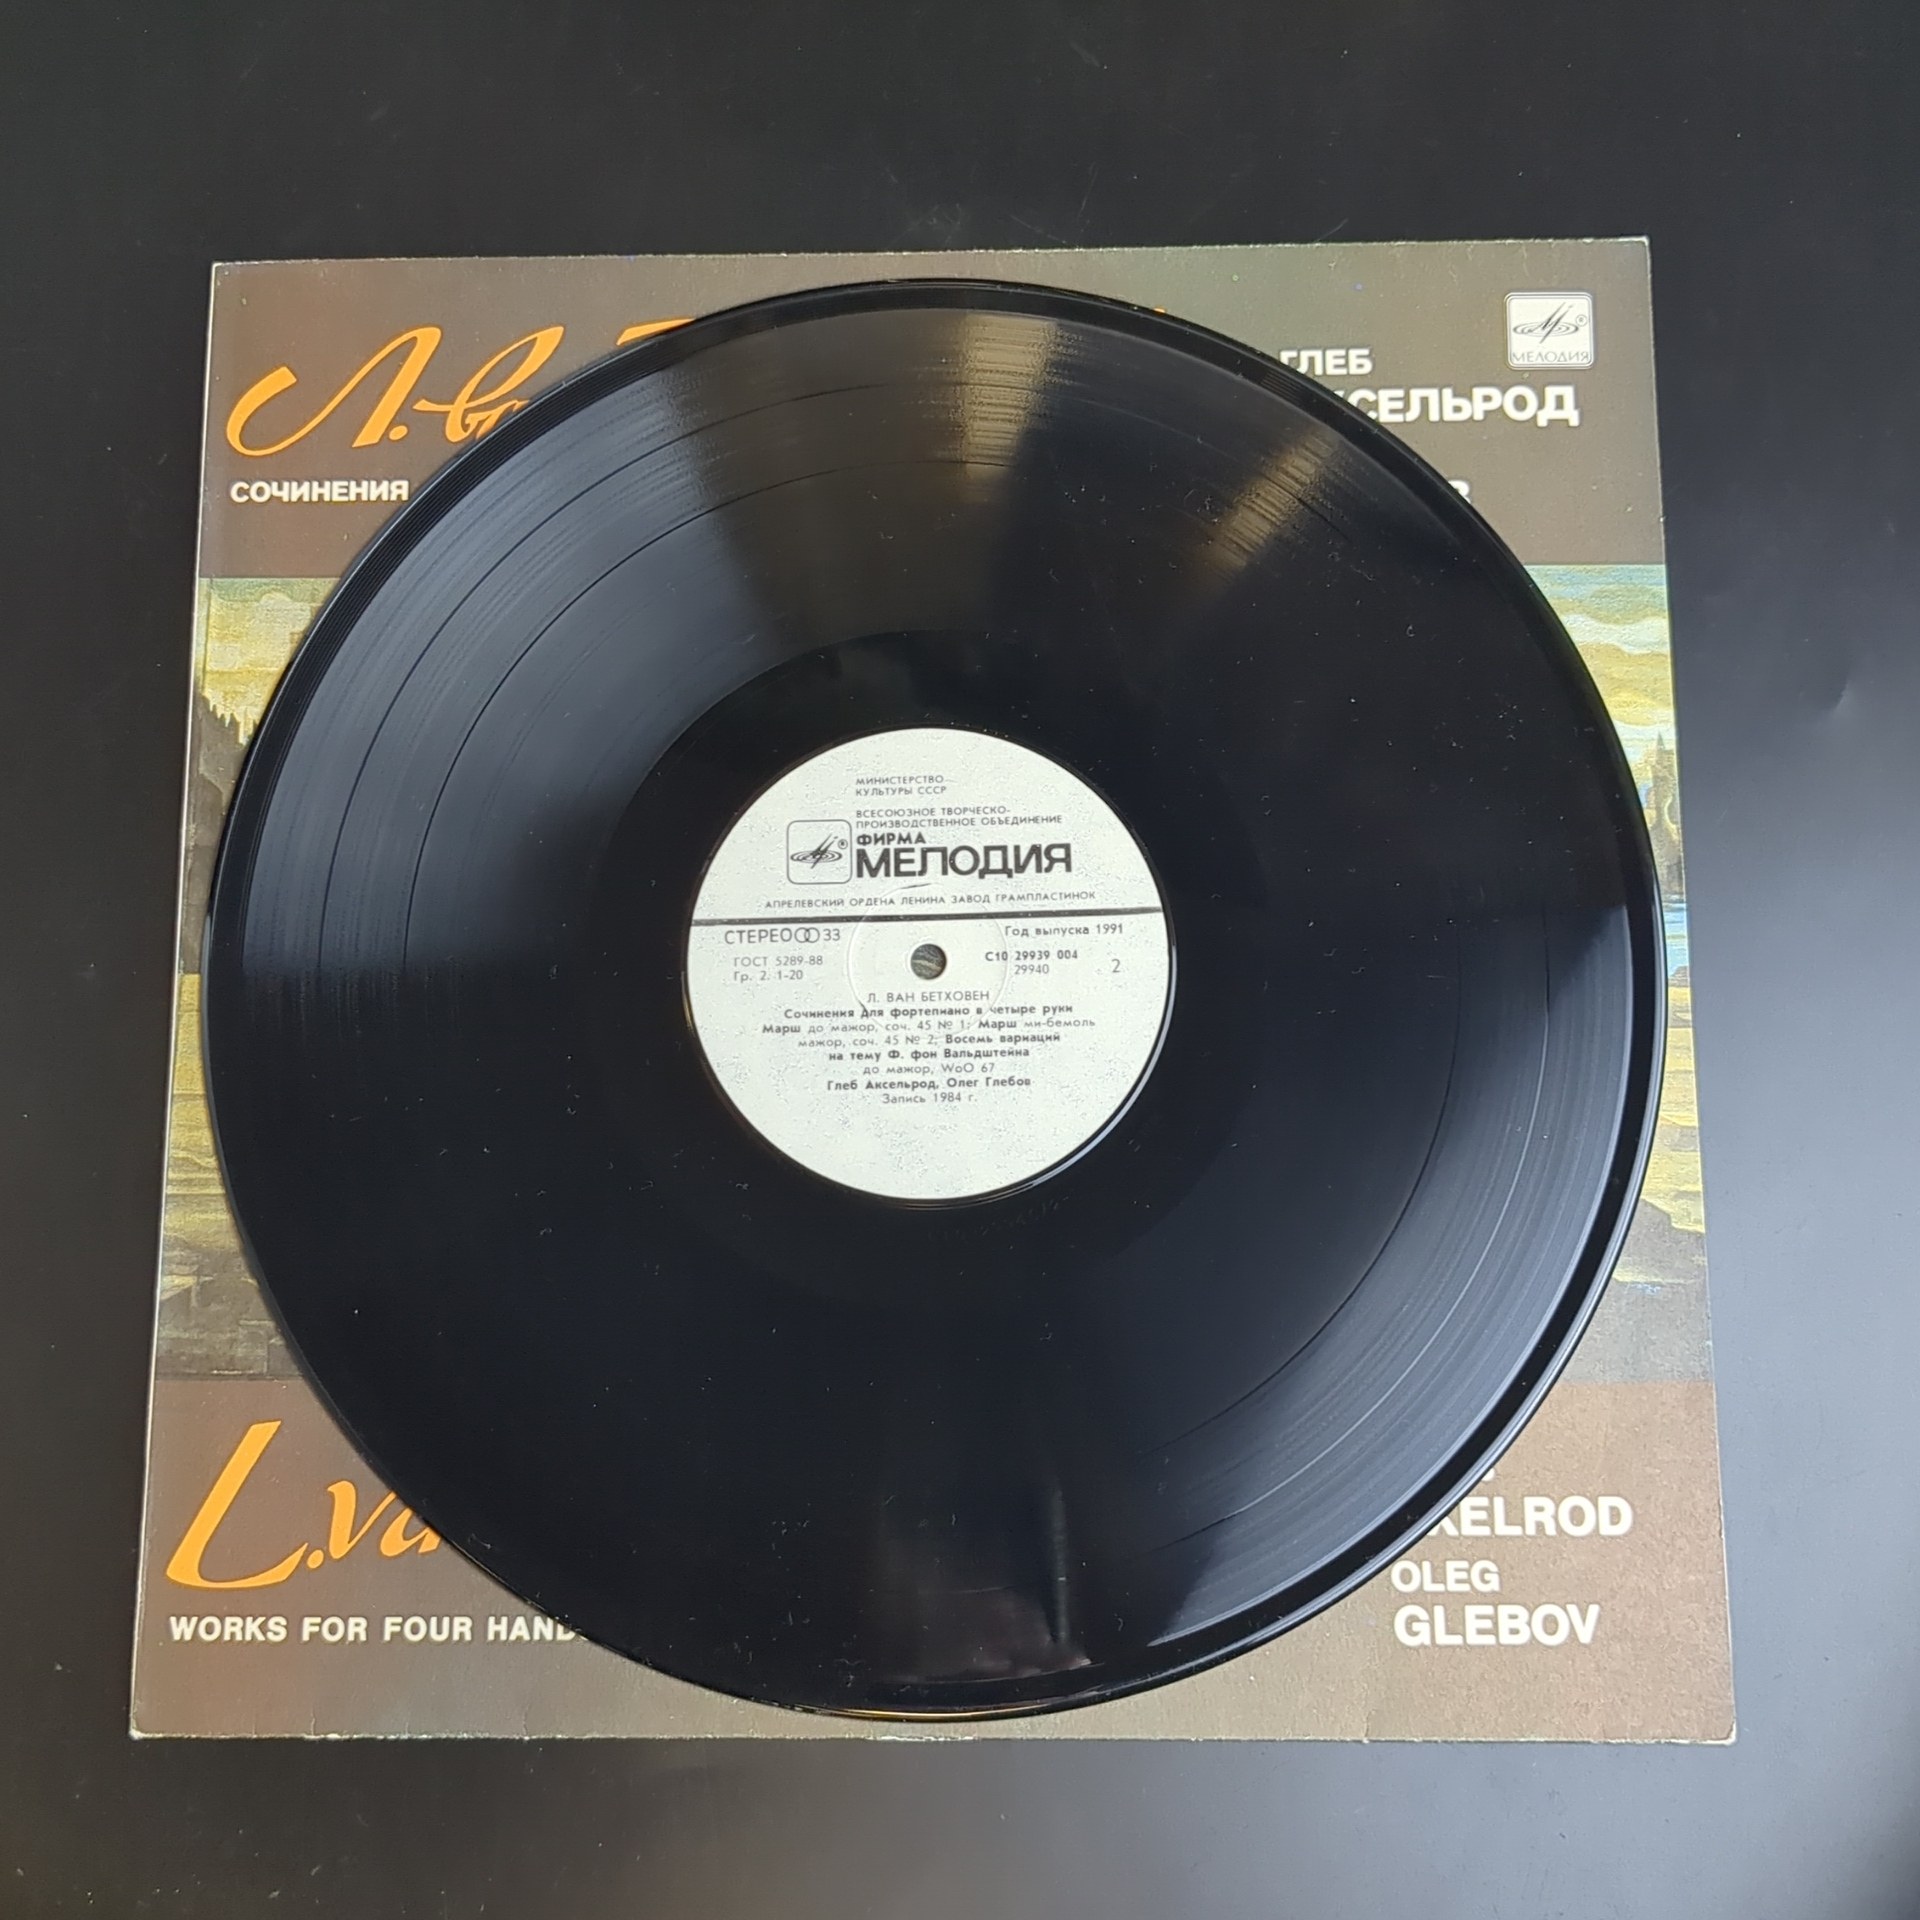 Л. в
СОЧИНЕНИЯ
ГЛЕБ
КСЕЛЬРОД
В
МЕЛОДИЯ
МИНИСТЕРСТВО
КУЛЬТУРЫ СССР
ВСЕСОЮЗНОЕ ТВОРЧЕСКО-
ПРОИЗВОДСТВЕННОЕ ОБЪЕДИНЕНИЕ
ФИРМА
МЕЛОДИЯ
АПРЕЛЕВСКИЙ ОРДЕНА ЛЕНИНА ЗАВОД ГРАМПЛАСТИНОК
СТЕРЕО 33
Год выпуска 1991
ГОСТ 5289-88
Гр. 2. 1-20
С10 29939 004
29940
2
Л. ВАН БЕТХОВЕН
Сочинения для фортепиано в четыре руки
Марш до мажор, соч. 45 № 1; Марш ми-бемоль
мажор, соч. 45 № 2; Восемь вариаций
на тему Ф. фон Вальдштейна
до мажор, WoO 67
Глеб Аксельрод, Олег Глебов
Запись 1984 г.
L.va
WORKS FOR FOUR HAND
KELROD
OLEG
GLEBOV